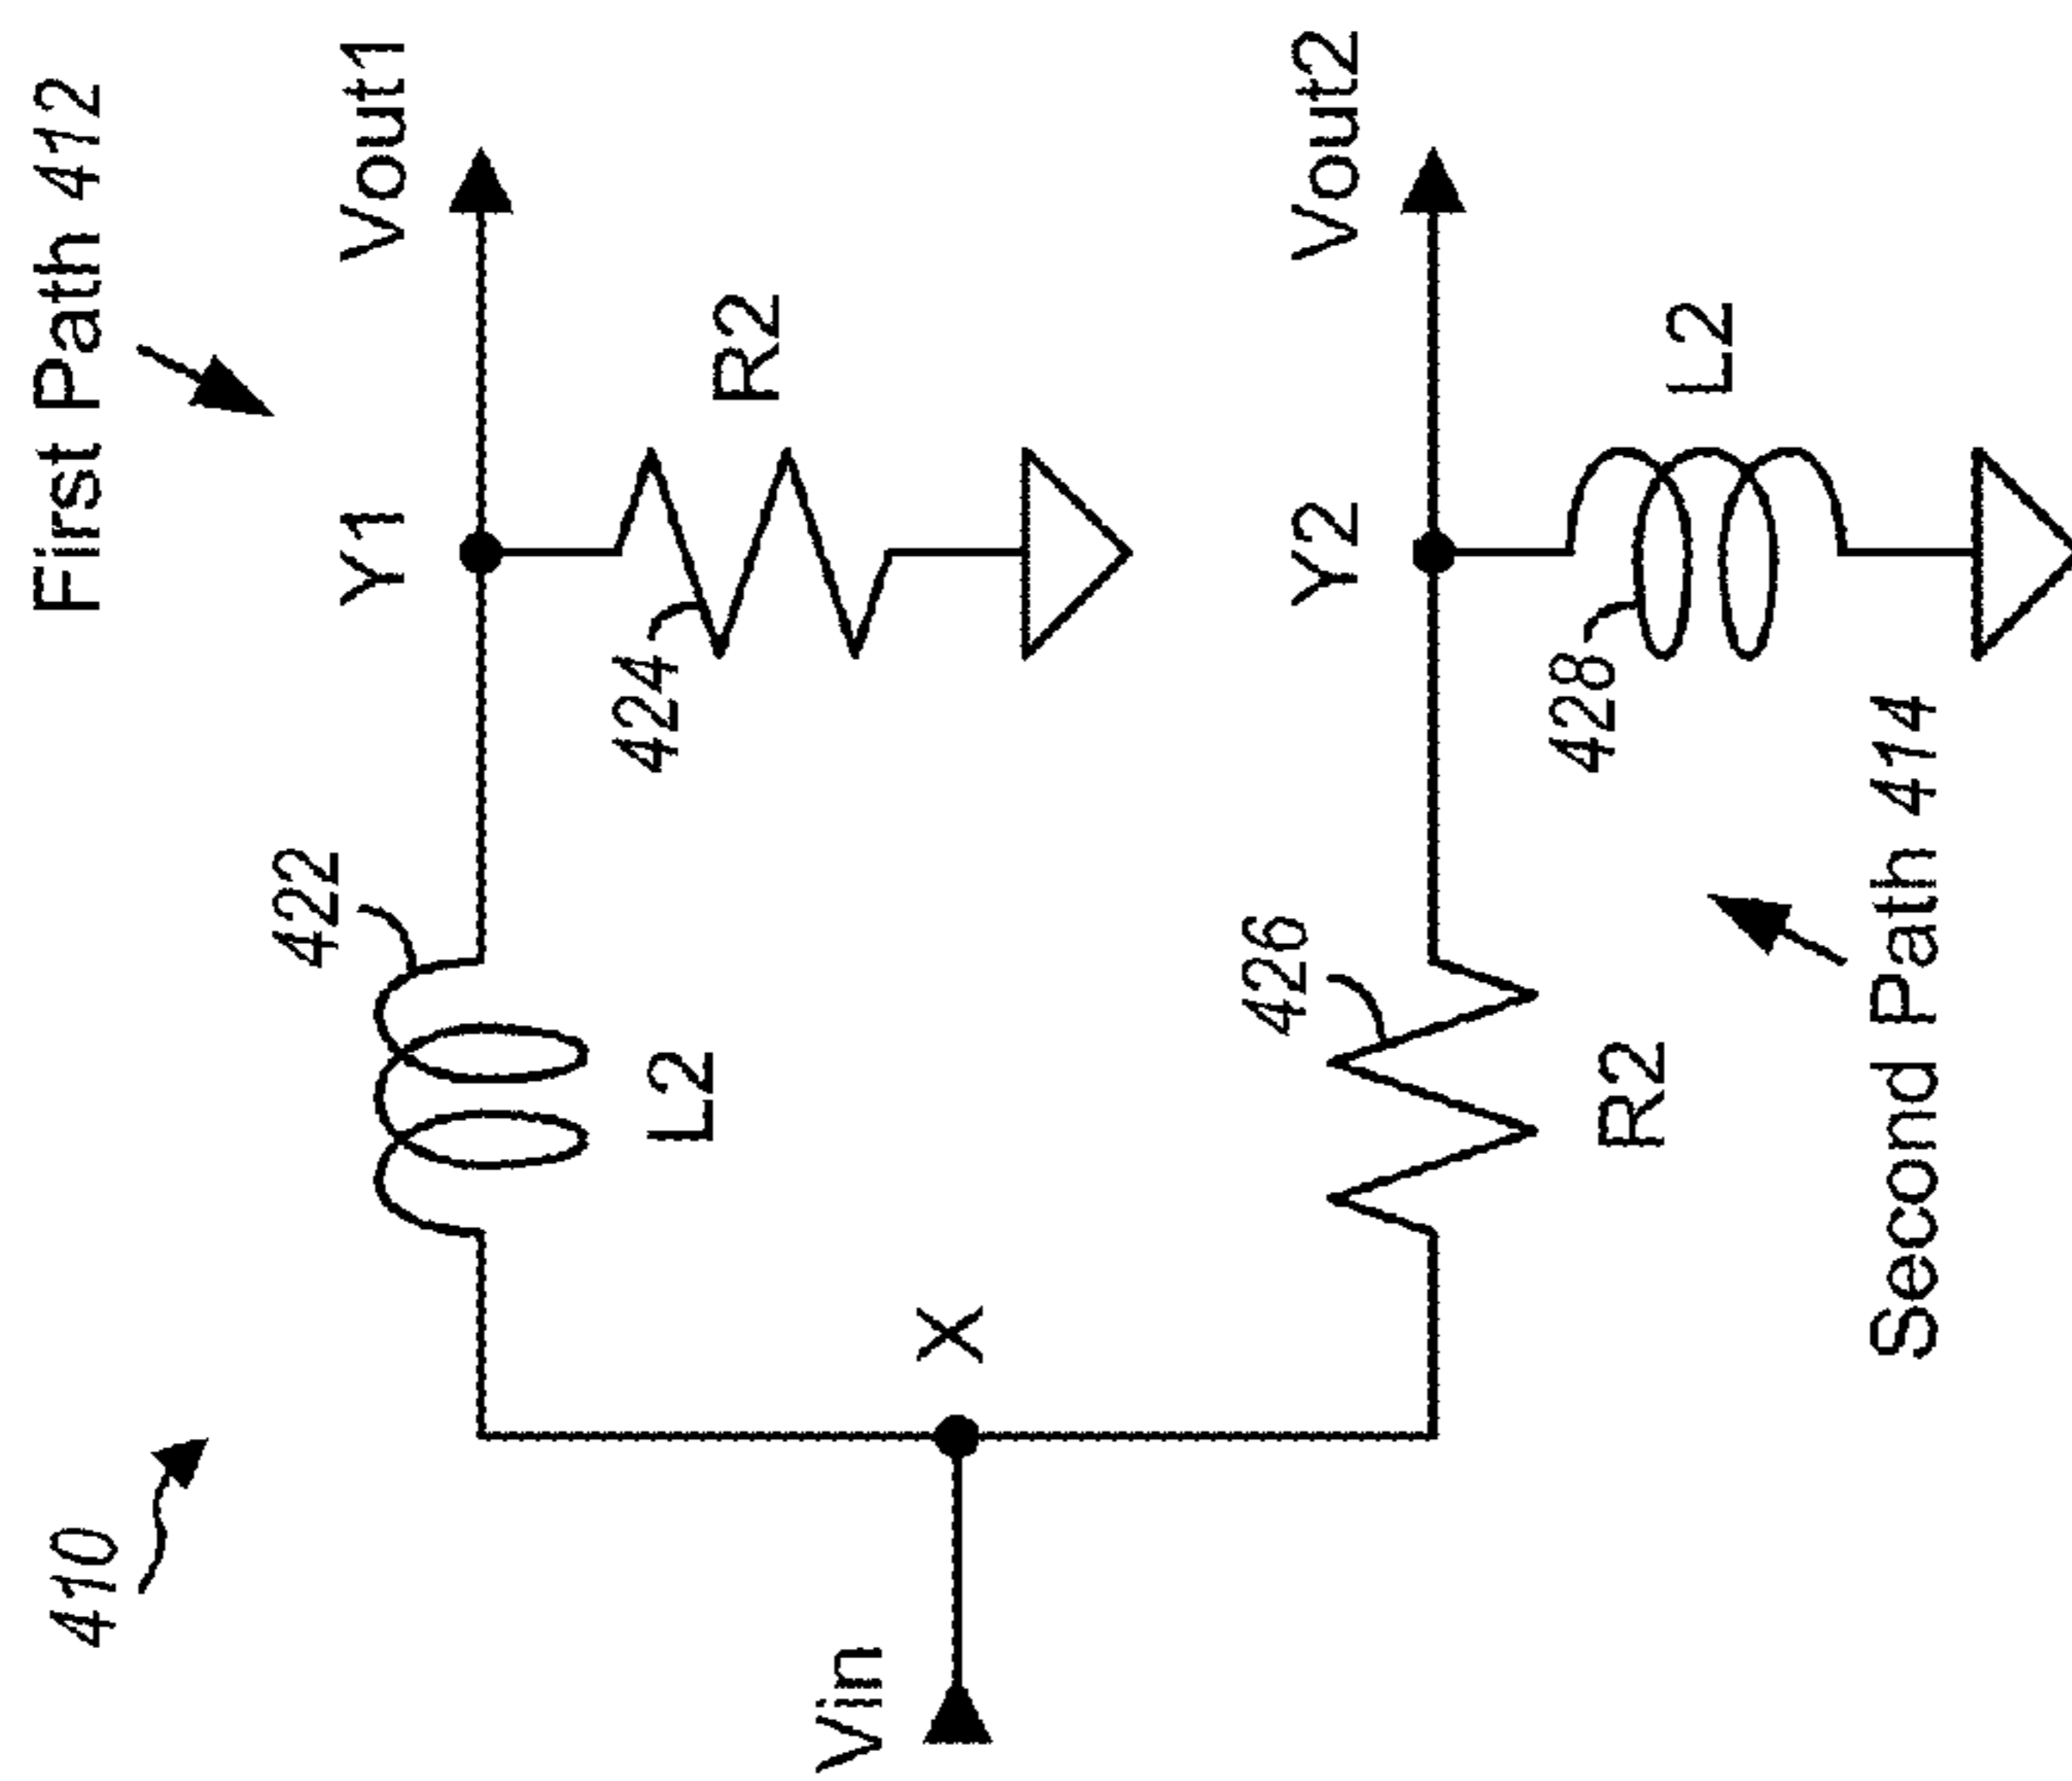 410
First Path 412
422
Y1
Vout1
L2
424
R2
Vin
X
426
Y2
Vout2
R2
428
L2
Second Path 414